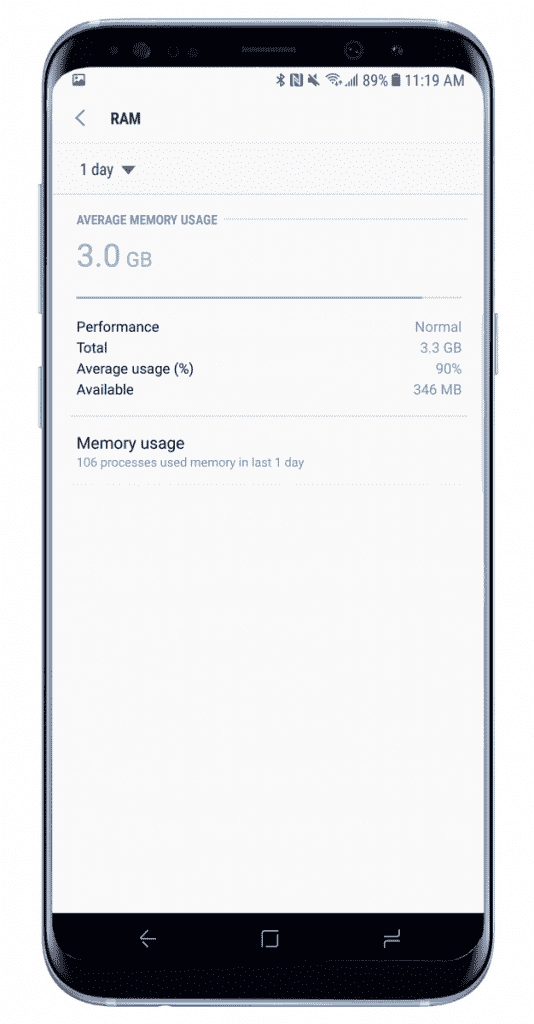 89% 11:19 AM
RAM
1 day
AVERAGE MEMORY USAGE
3.0 GB
Performance Normal
Total 3.3 GB
Average usage (%) 90%
Available 346 MB
Memory usage
106 processes used memory in last 1 day